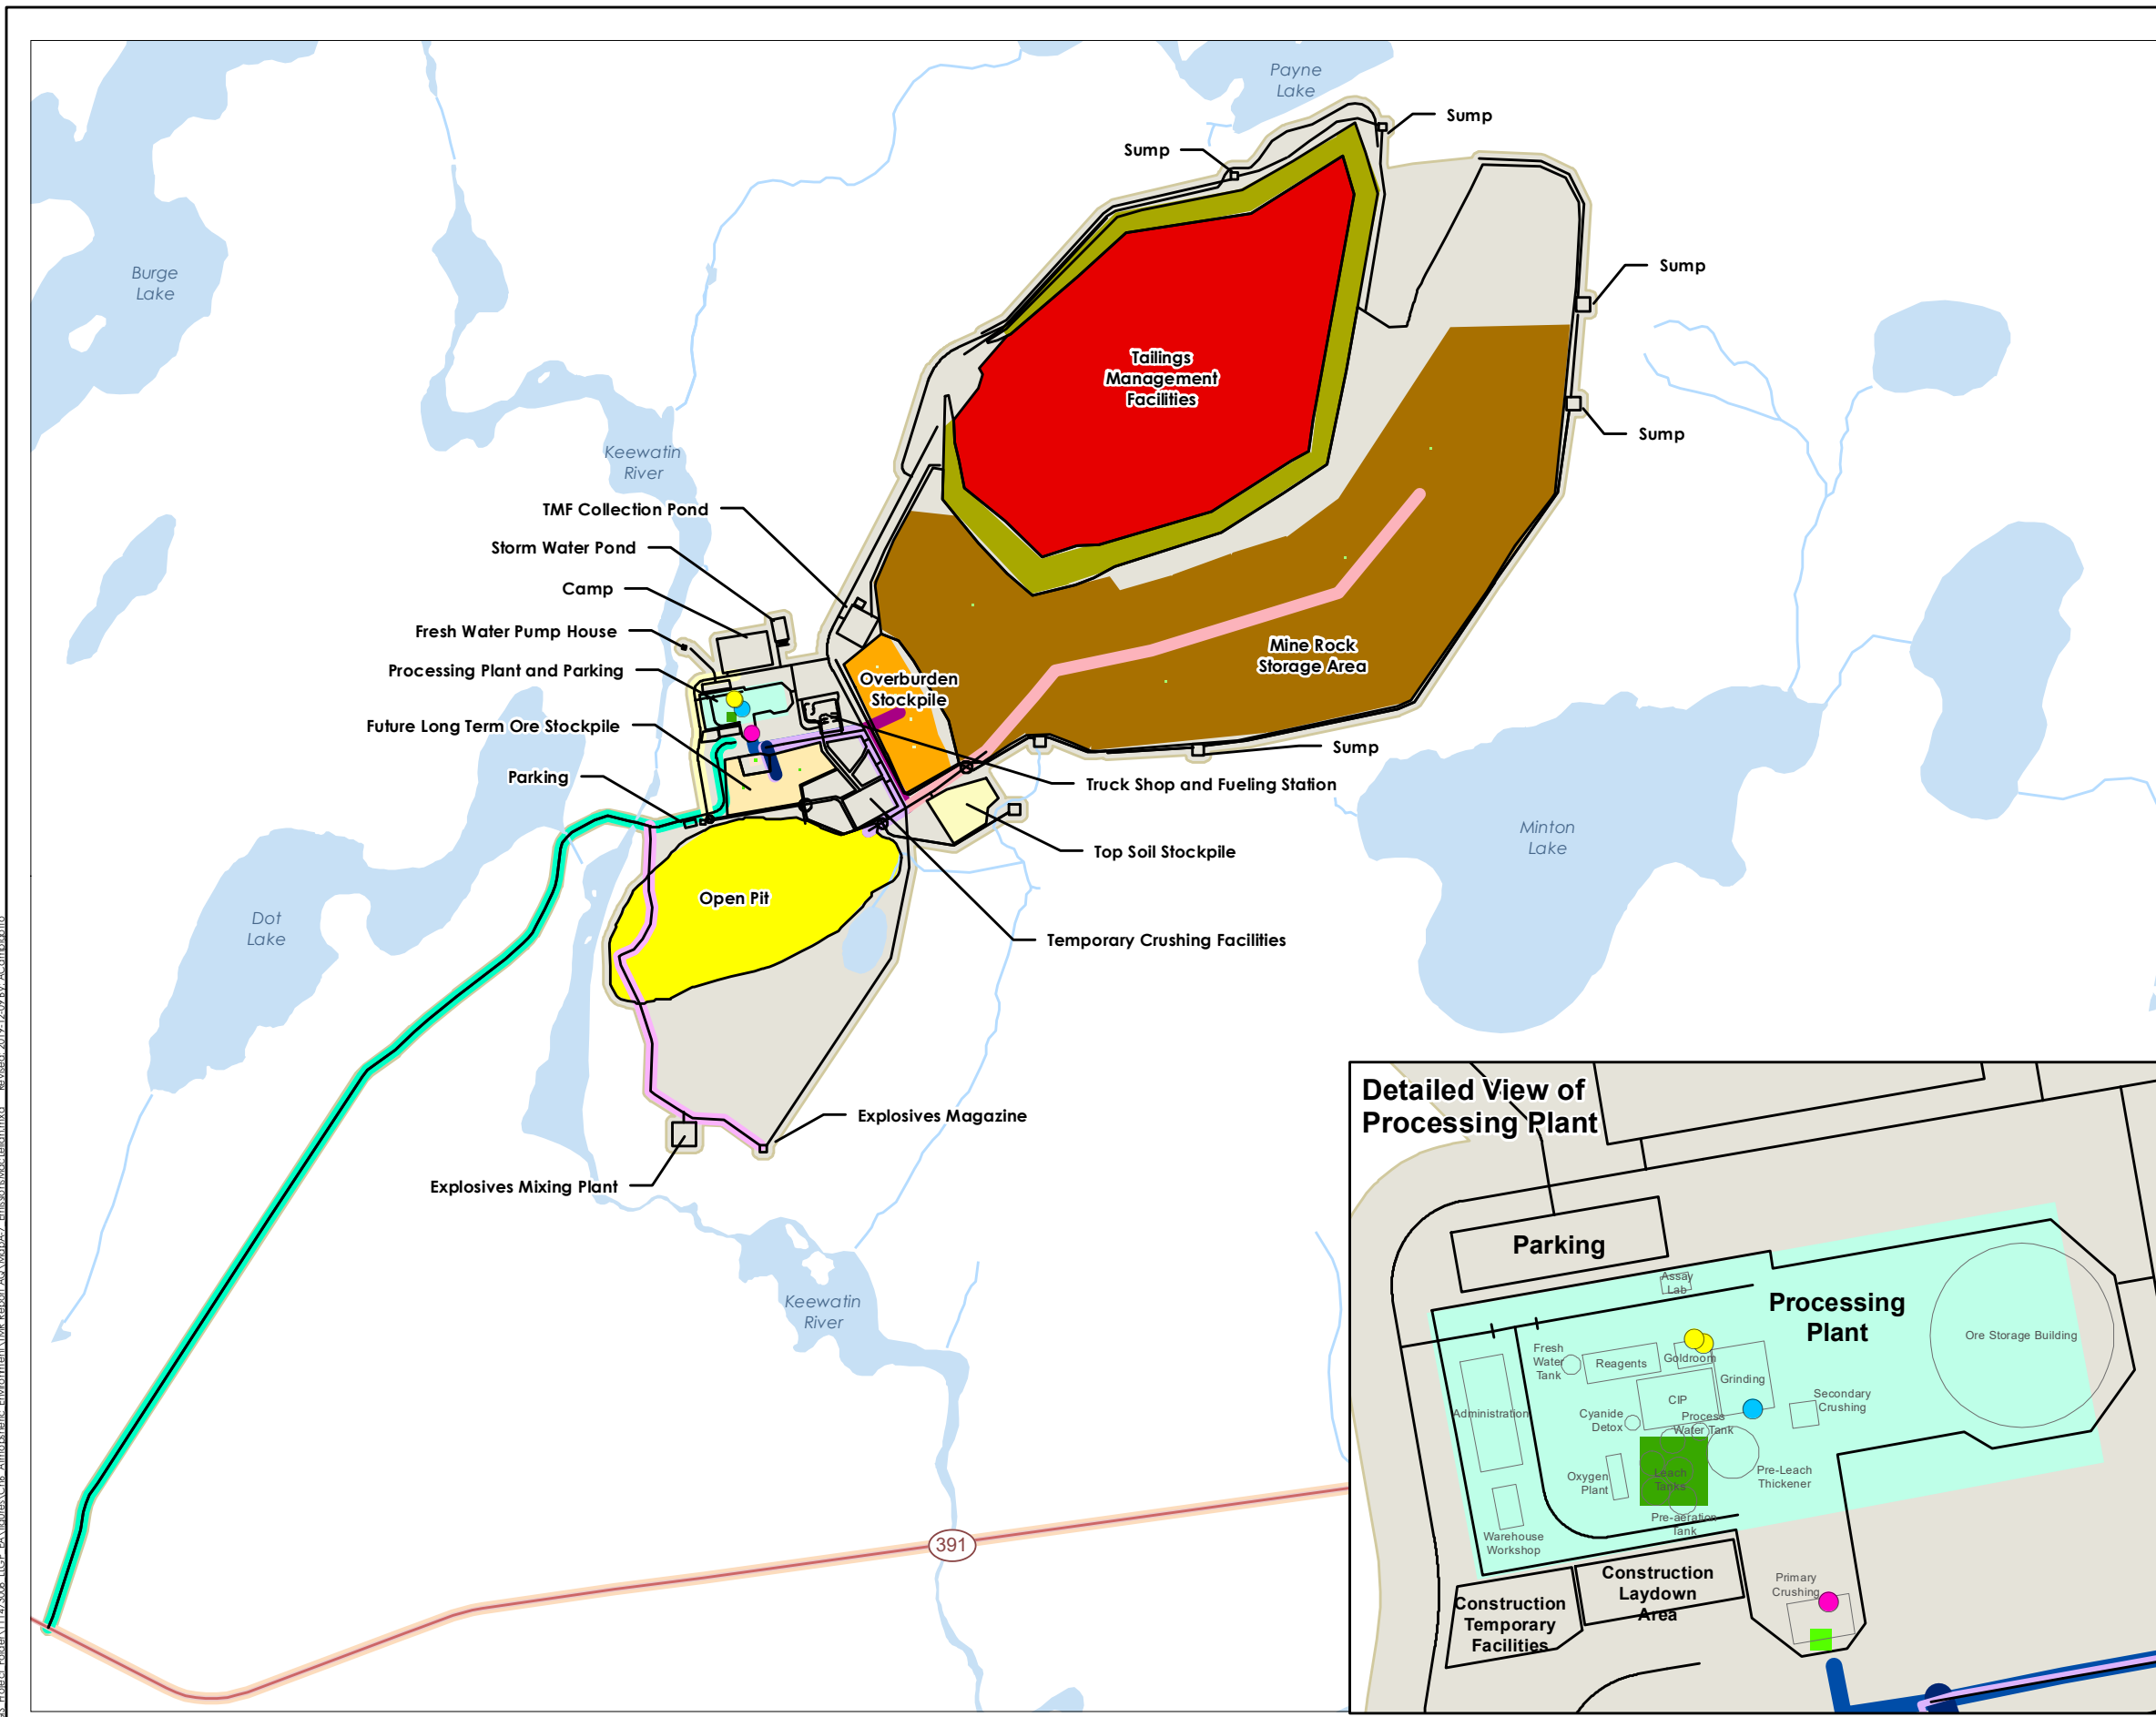 Payne
Lake
Sump
Sump
Burge
Lake
Sump
Tailings
Management
Facilities
Sump
Keewatin
River
TMF Collection Pond
Storm Water Pond
Camp
Fresh Water Pump House
Processing Plant and Parking
Future Long Term Ore Stockpile
Parking
Overburden
Stockpile
Mine Rock
Storage Area
Sump
Truck Shop and Fueling Station
Top Soil Stockpile
Minton
Lake
Open Pit
Dot
Lake
Temporary Crushing Facilities
Explosives Magazine
Explosives Mixing Plant
Keewatin
River
391
Detailed View of
Processing Plant
Parking
Assay
Lab
Processing
Plant
Ore Storage Building
Fresh
Water
Tank
Reagents
Goldroom
Grinding
CIP
Secondary
Crushing
Administration
Cyanide
Detox
Process
Water Tank
Oxygen
Plant
Leach
Tanks
Pre-Leach
Thickener
Pre-aeration
Tank
Warehouse
Workshop
Construction
Laydown
Area
Primary
Crushing
Construction
Temporary
Facilities